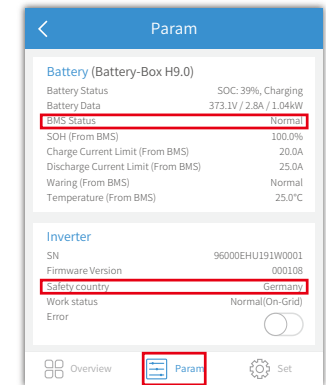 Param
Battery (Battery-Box H9.0)
Battery Status SOC: 39%, Charging
Battery Data 373.1V / 2.8A / 1.04kW
BMS Status Normal
SOH (From BMS) 100.0%
Charge Current Limit (From BMS) 20.0A
Discharge Current Limit (From BMS) 25.0A
Waring (From BMS) Normal
Temperature (From BMS) 25.0°C
Inverter
SN 96000EHU191W0001
Firmware Version 000108
Safety country Germany
Work status Normal(On-Grid)
Error
Overview Param Set